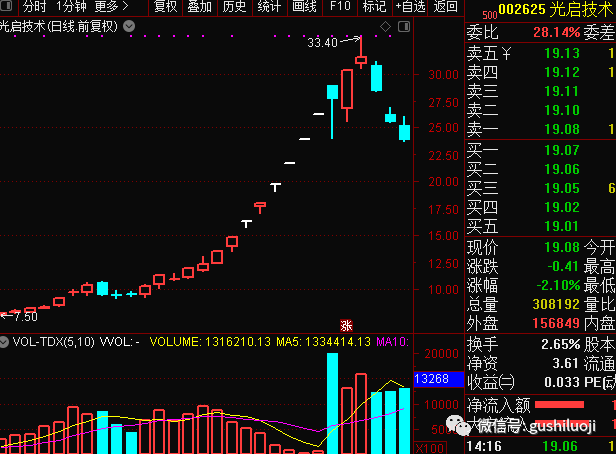 分时 1分钟 更多 > 复权 叠加 历史 统计 画线 F10 标记 +自选 返回
光启技术(日线.前复权)
33.40
30.00
27.50
25.00
22.50
20.00
17.50
15.00
12.50
10.00
7.50
涨
VOL-TDX(5,10) VVOL: - VOLUME: 1316210.13 MA5: 1334414.13 MA10:
20000
13268
10000
X100
500 002625 光启技术
委比 28.14% 委差
卖五 ¥ 19.13 1
卖四 19.12 1
卖三 19.11
卖二 19.10
卖一 19.08 1
买一 19.07
买二 19.06
买三 19.05 6
买四 19.02
买五 19.01
现价 19.08 今开
涨跌 -0.41 最高
涨幅 -2.10% 最低
总量 308192 量比
外盘 156849 内盘
换手 2.65% 股本
净资 3.61 流通
收益㈢ 0.033 PE(动
净流入额
微信号: gushiluoji
14:16 19.06 1